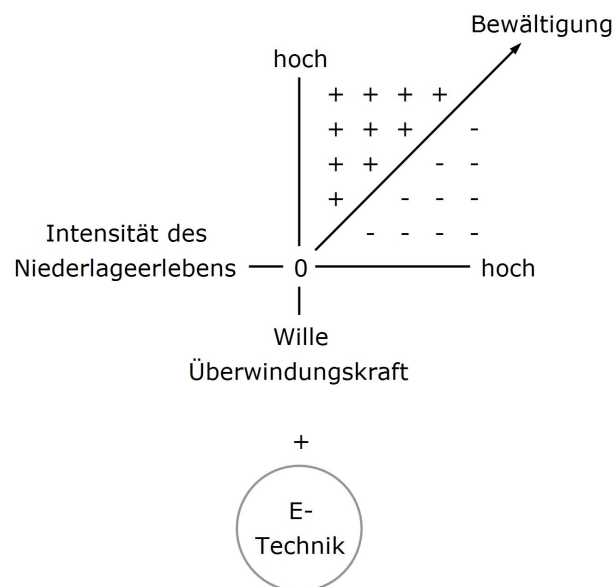 Bewältigung
hoch
+ + + +
+ + + -
+ + - -
+ - - -
- - - -
Intensität des
Niederlageerlebens
0
hoch
Wille
Überwindungskraft
+
E-
Technik